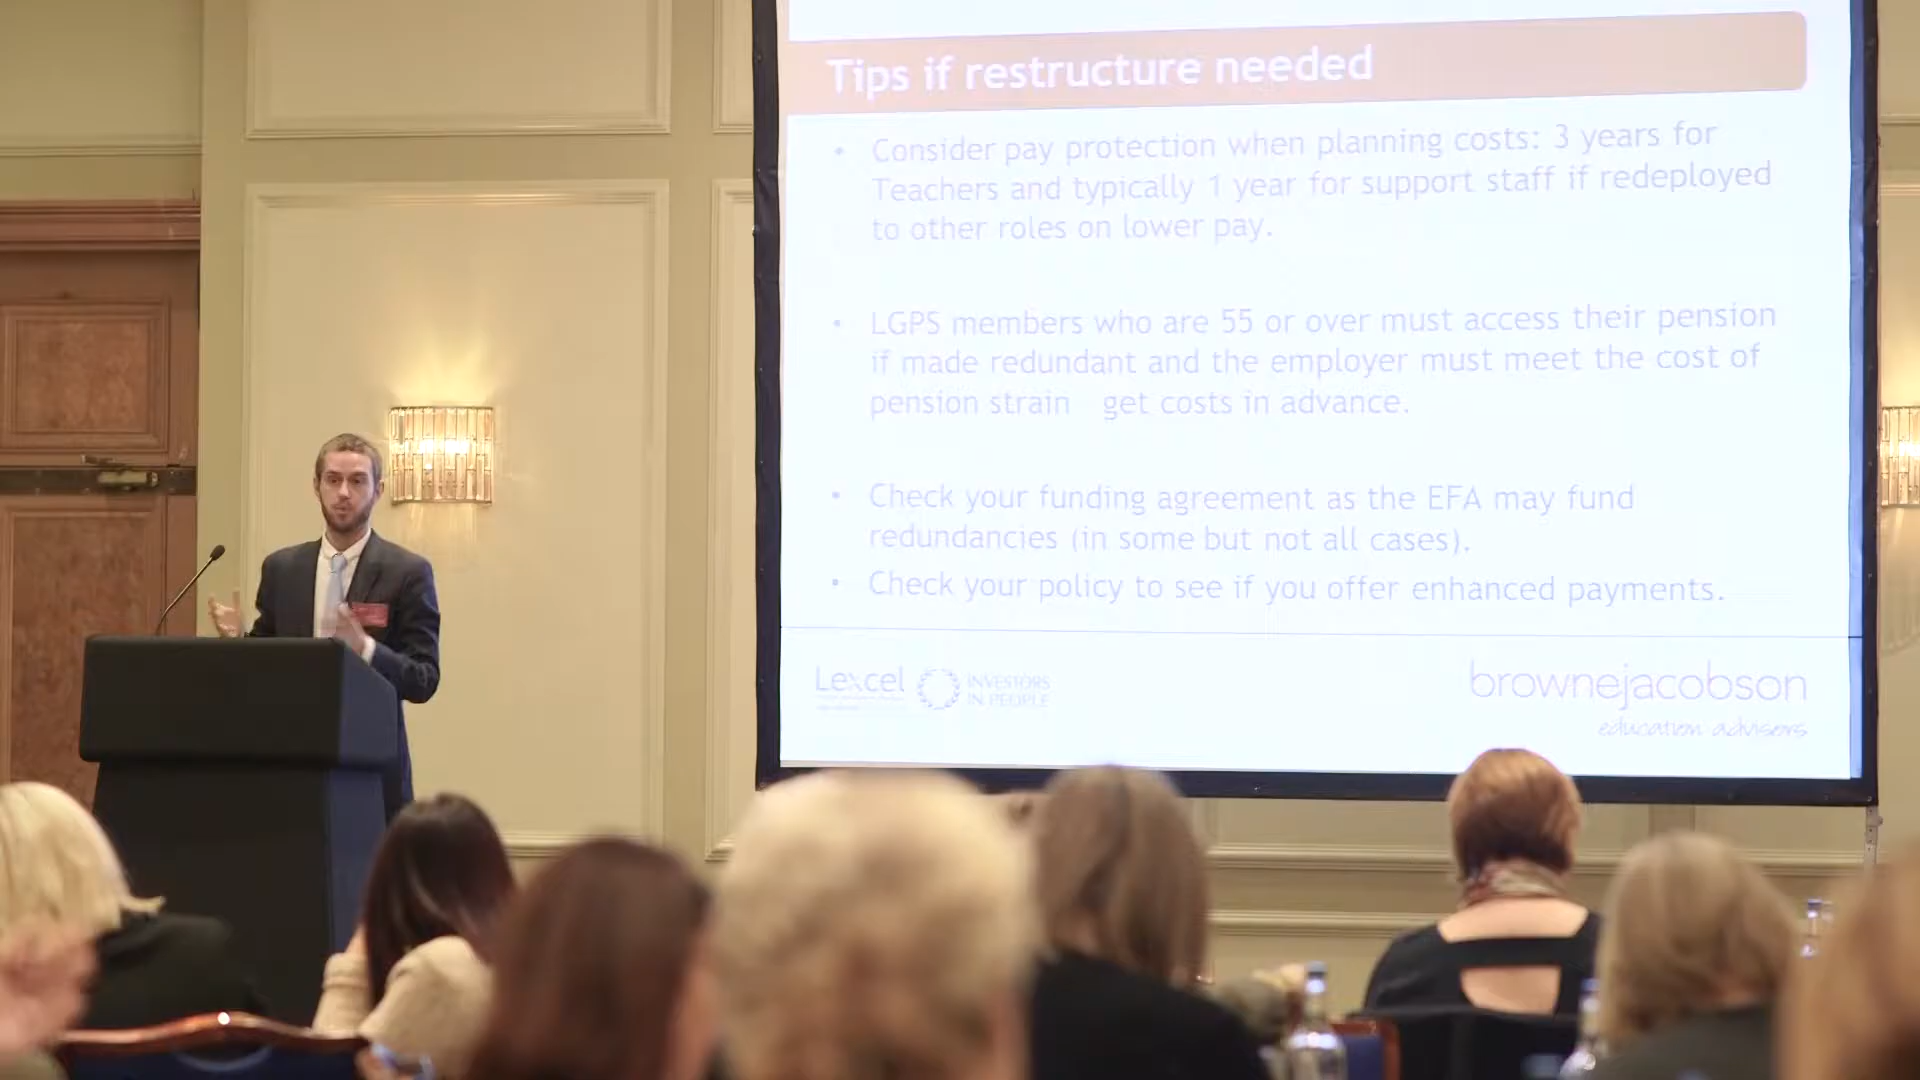 Tips if restructure needed
• Consider pay protection when planning costs: 3 years for
Teachers and typically 1 year for support staff if redeployed
to other roles on lower pay.
• LGPS members who are 55 or over must access their pension
if made redundant and the employer must meet the cost of
pension strain get costs in advance.
• Check your funding agreement as the EFA may fund
redundancies (in some but not all cases).
• Check your policy to see if you offer enhanced payments.
Lexcel
INVESTORS
IN PEOPLE
brownejacobson
education advisors